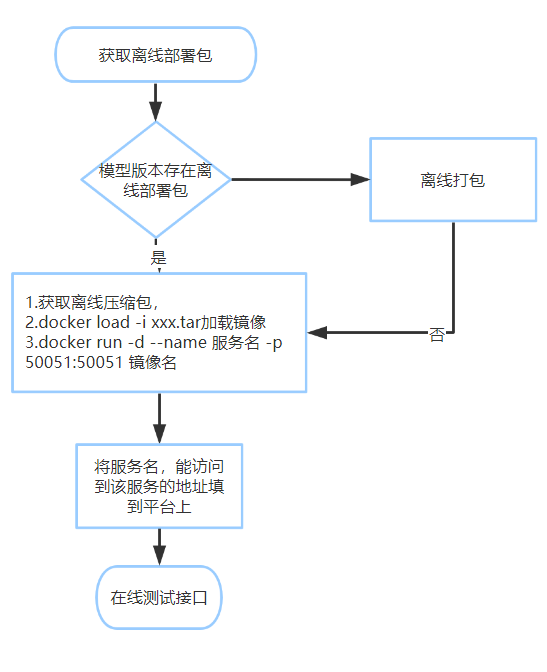 获取离线部署包
模型版本存在离
线部署包
离线打包
是
1.获取离线压缩包，
2.docker load -i xxx.tar加载镜像
3.docker run -d --name 服务名 -p
50051:50051 镜像名
否
将服务名，能访问
到该服务的地址填
到平台上
在线测试接口